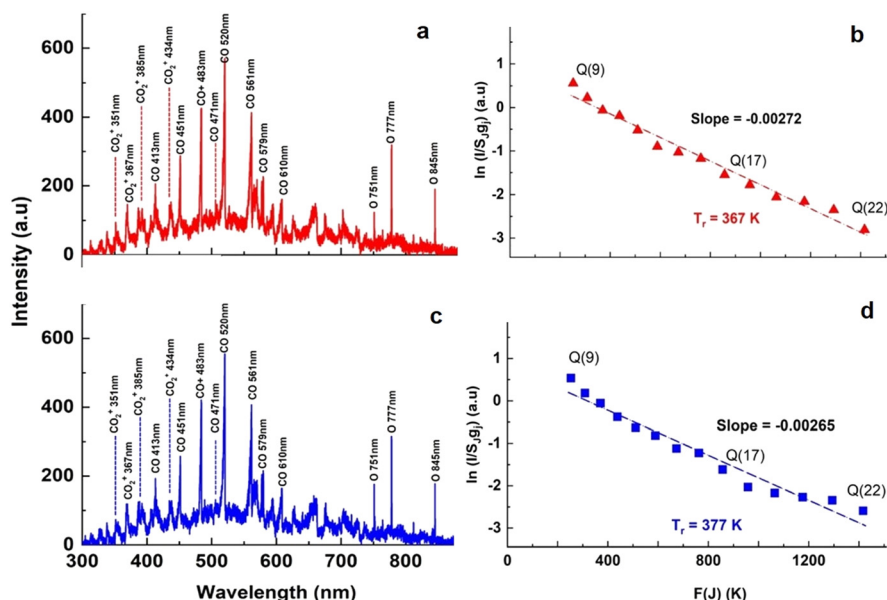 a
600
400
200
0
CO₂⁺ 351nm
CO₂⁺ 367nm
CO₂⁺ 385nm
CO 413nm
CO₂⁺ 434nm
CO 451nm
CO+ 483nm
CO 471nm
CO 520nm
CO 561nm
CO 579nm
CO 610nm
O 751nm
O 777nm
O 845nm
b
1
0
-1
-2
-3
ln (I/SJgj) (a.u)
Q(9)
Slope = -0.00272
Q(17)
Tr = 367 K
Q(22)
Intensity (a.u)
c
600
400
200
0
CO₂⁺ 351nm
CO₂⁺ 367nm
CO₂⁺ 385nm
CO 413nm
CO₂⁺ 434nm
CO 451nm
CO+ 483nm
CO 471nm
CO 520nm
CO 561nm
CO 579nm
CO 610nm
O 751nm
O 777nm
O 845nm
300 400 500 600 700 800
Wavelength (nm)
d
1
0
-1
-2
-3
ln (I/SJgj) (a.u)
Q(9)
Slope = -0.00265
Q(17)
Q(22)
Tr = 377 K
0 400 800 1200
F(J) (K)